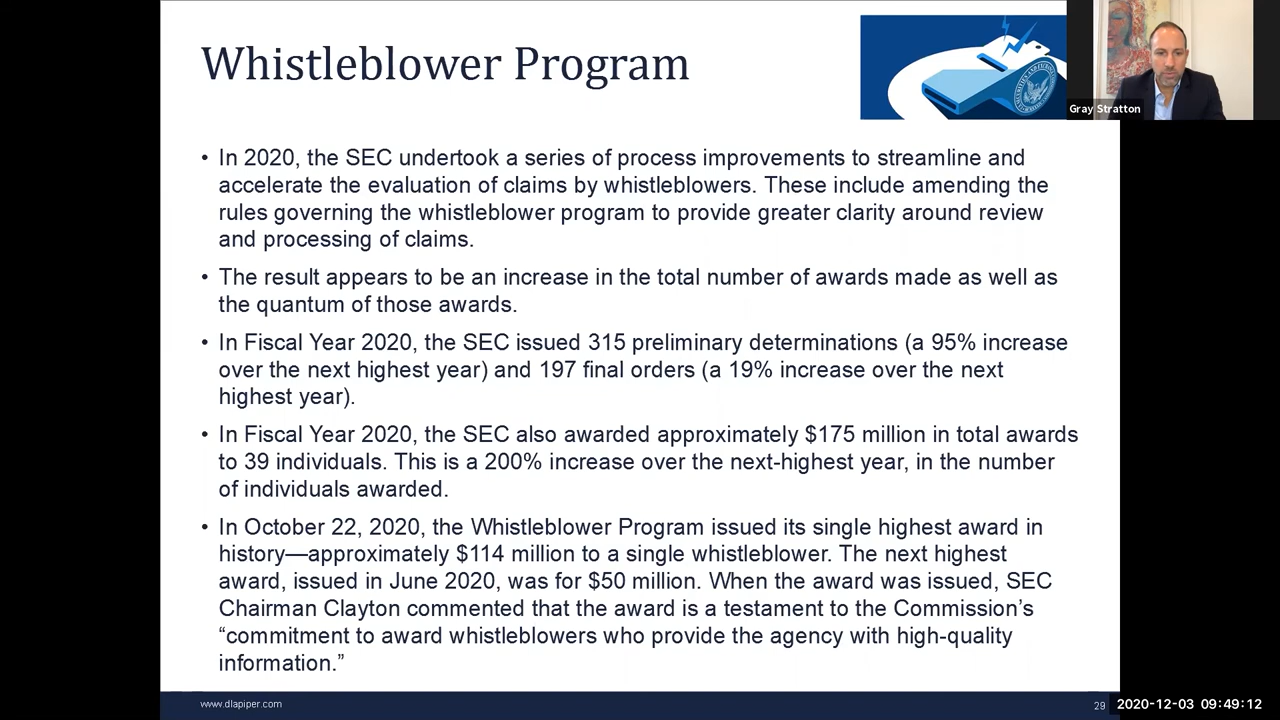 Whistleblower Program
Gray Stratton
• In 2020, the SEC undertook a series of process improvements to streamline and
accelerate the evaluation of claims by whistleblowers. These include amending the
rules governing the whistleblower program to provide greater clarity around review
and processing of claims.
• The result appears to be an increase in the total number of awards made as well as
the quantum of those awards.
• In Fiscal Year 2020, the SEC issued 315 preliminary determinations (a 95% increase
over the next highest year) and 197 final orders (a 19% increase over the next
highest year).
• In Fiscal Year 2020, the SEC also awarded approximately $175 million in total awards
to 39 individuals. This is a 200% increase over the next-highest year, in the number
of individuals awarded.
• In October 22, 2020, the Whistleblower Program issued its single highest award in
history—approximately $114 million to a single whistleblower. The next highest
award, issued in June 2020, was for $50 million. When the award was issued, SEC
Chairman Clayton commented that the award is a testament to the Commission’s
“commitment to award whistleblowers who provide the agency with high-quality
information.”
www.dlapiper.com
29
2020-12-03 09:49:12